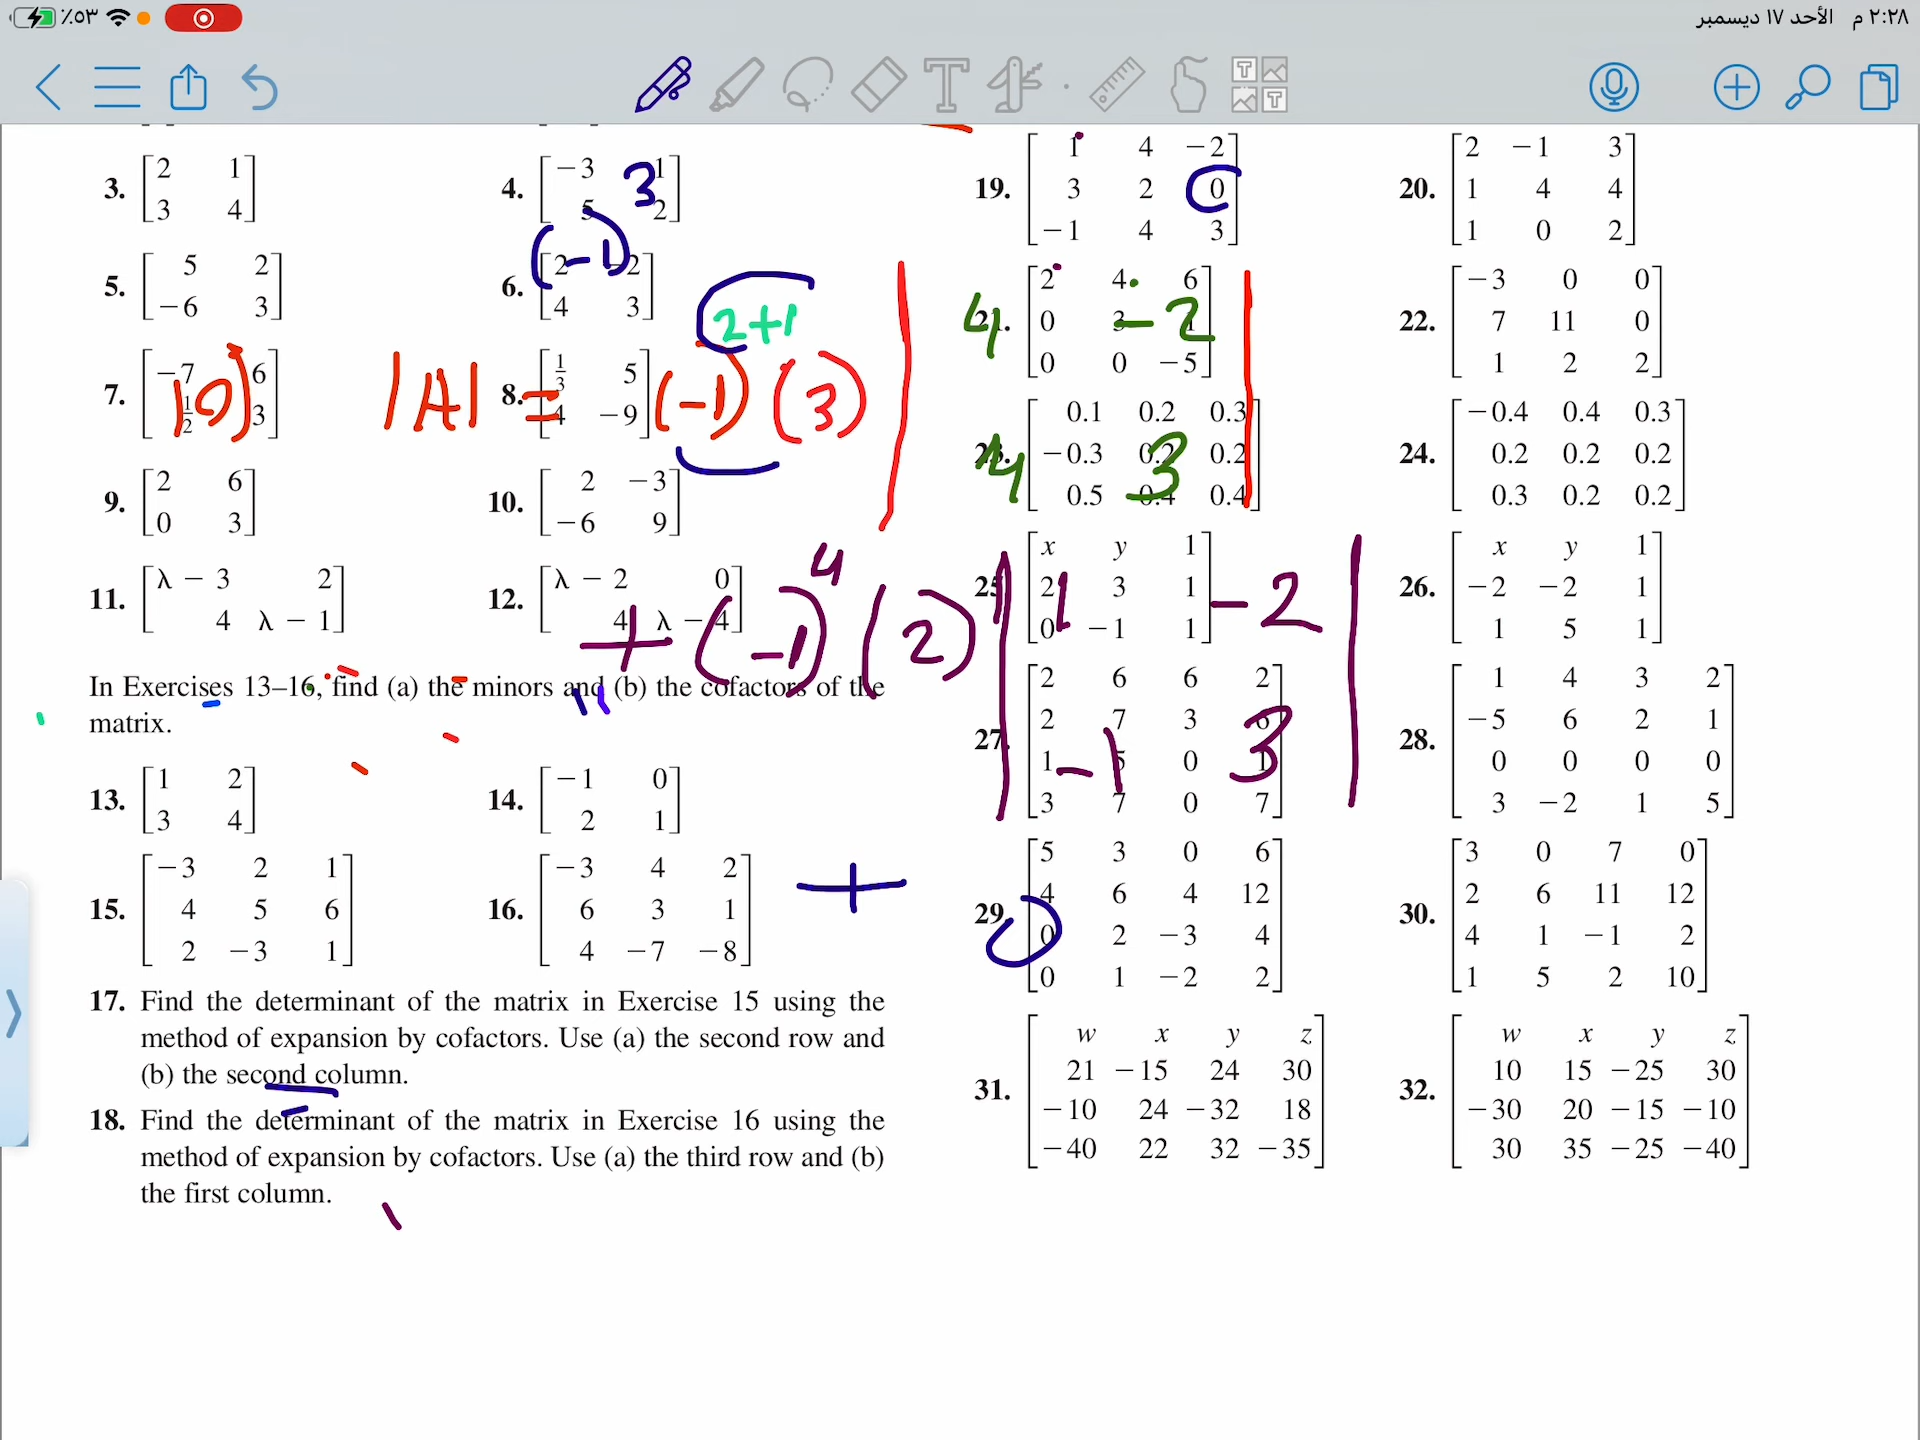 ٪٥٣
٢:٢٨ م الأحد ١٧ ديسمبر
3. [2 1; 3 4]
4. [−3 1; 5 2]
3
(−1)
5. [5 2; −6 3]
6. [2 −2; 4 3]
2+1
7. [−7 6; 1/2 3]
8. [1/3 5; 4 −9]
|A| = (−1) (3)
9. [2 6; 0 3]
10. [2 −3; −6 9]
11. [λ − 3 2; 4 λ − 1]
12. [λ − 2 0; 4 λ − 4]
+ (−1)^4 (2) |1 −2; −1 3|
In Exercises 13–16, find (a) the minors and (b) the cofactors of the
matrix.
13. [1 2; 3 4]
14. [−1 0; 2 1]
15. [−3 2 1; 4 5 6; 2 −3 1]
16. [−3 4 2; 6 3 1; 4 −7 −8]
+
17. Find the determinant of the matrix in Exercise 15 using the
method of expansion by cofactors. Use (a) the second row and
(b) the second column.
18. Find the determinant of the matrix in Exercise 16 using the
method of expansion by cofactors. Use (a) the third row and (b)
the first column.
19. [1 4 −2; 3 2 0; −1 4 3]
20. [2 −1 3; 1 4 4; 1 0 2]
21. [2 4 6; 0 3 1; 0 0 −5]
4 −2
22. [−3 0 0; 7 11 0; 1 2 2]
23. [0.1 0.2 0.3; −0.3 0.2 0.2; 0.5 0.4 0.4]
4 3
24. [−0.4 0.4 0.3; 0.2 0.2 0.2; 0.3 0.2 0.2]
25. [x y 1; 2 3 1; 0 −1 1]
26. [x y 1; −2 −2 1; 1 5 1]
27. [2 6 6 2; 2 7 3 6; 1 5 0 1; 3 7 0 7]
28. [1 4 3 2; −5 6 2 1; 0 0 0 0; 3 −2 1 5]
29. [5 3 0 6; 4 6 4 12; 0 2 −3 4; 0 1 −2 2]
30. [3 0 7 0; 2 6 11 12; 4 1 −1 2; 1 5 2 10]
31. [w x y z; 21 −15 24 30; −10 24 −32 18; −40 22 32 −35]
32. [w x y z; 10 15 −25 30; −30 20 −15 −10; 30 35 −25 −40]